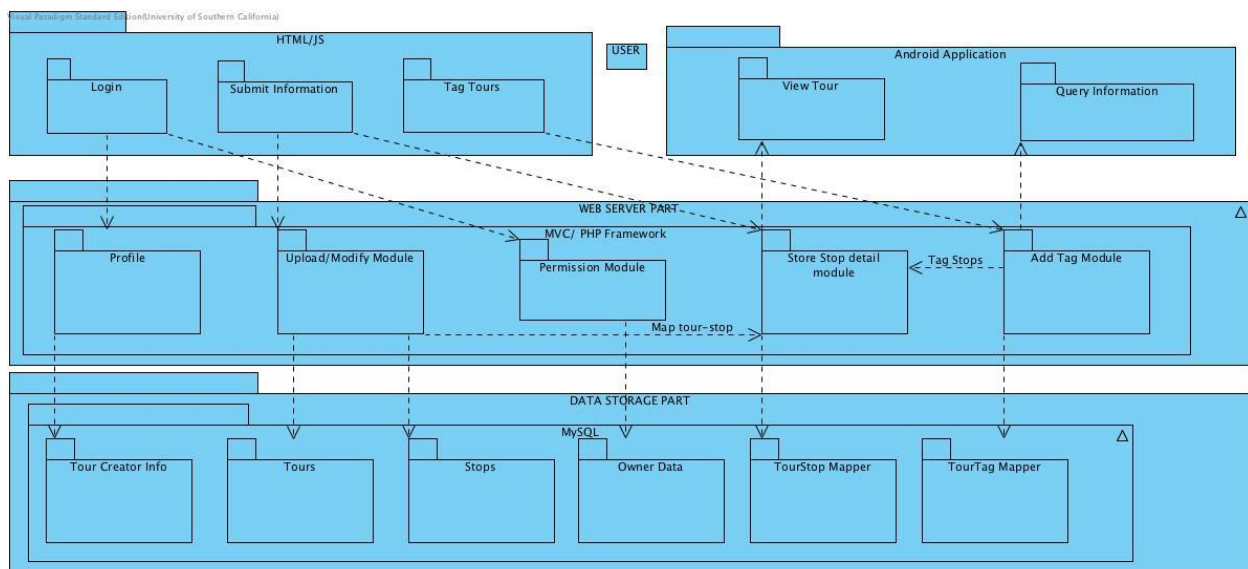 Visual Paradigm Standard Edition(University of Southern California)
HTML/JS
USER
Android Application
Login
Submit Information
Tag Tours
View Tour
Query Information
WEB SERVER PART
MVC/ PHP Framework
Profile
Upload/Modify Module
Permission Module
Store Stop detail
module
Tag Stops
Add Tag Module
Map tour-stop
DATA STORAGE PART
MySQL
Tour Creator Info
Tours
Stops
Owner Data
TourStop Mapper
TourTag Mapper